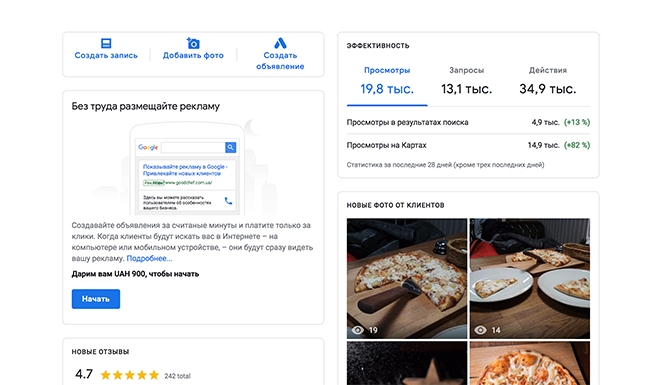 Создать запись
Добавить фото
Создать
объявление
Без труда размещайте рекламу
Google
Показывайте рекламу в Google -
Привлекайте новых клиентов
www.goodchef.com.ua/
Здесь вы можете рассказать
пользователям об особенностях
вашего бизнеса.
Создавайте объявления за считаные минуты и платите только за
клики. Когда клиенты будут искать вас в Интернете – на
компьютере или мобильном устройстве, – они будут сразу видеть
вашу рекламу. Подробнее...
Дарим вам UAH 900, чтобы начать
Начать
НОВЫЕ ОТЗЫВЫ
4.7 242 total
ЭФФЕКТИВНОСТЬ
Просмотры Запросы Действия
19,8 тыс. 13,1 тыс. 34,9 тыс.
Просмотры в результатах поиска 4,9 тыс. (+13 %)
Просмотры на Картах 14,9 тыс. (+82 %)
Статистика за последние 28 дней (кроме трех последних дней)
НОВЫЕ ФОТО ОТ КЛИЕНТОВ
19
14